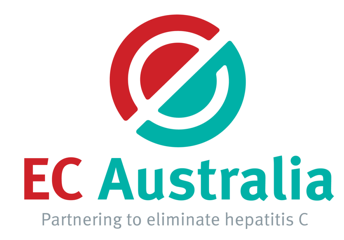 EC Australia
Partnering to eliminate hepatitis C